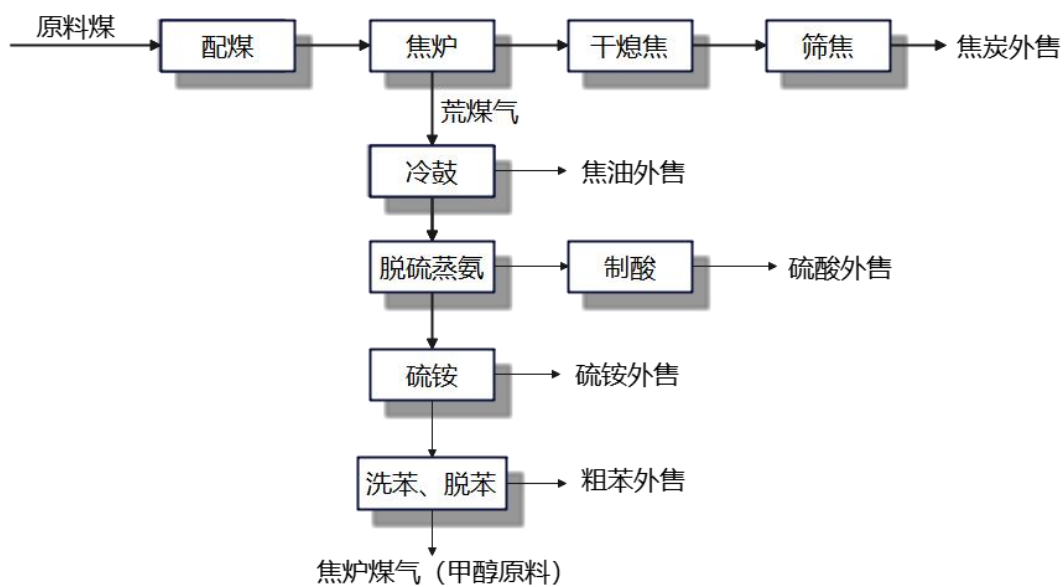 原料煤
配煤
焦炉
干熄焦
筛焦
焦炭外售
荒煤气
冷鼓
焦油外售
脱硫蒸氨
制酸
硫酸外售
硫铵
硫铵外售
洗苯、脱苯
粗苯外售
焦炉煤气（甲醇原料）